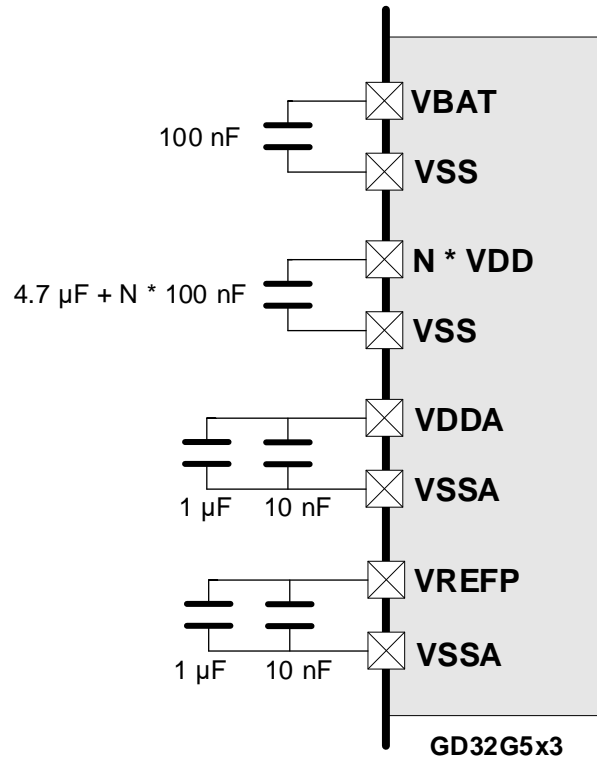 VBAT
100 nF
VSS
N * VDD
4.7 µF + N * 100 nF
VSS
VDDA
VSSA
1 µF 10 nF
VREFP
VSSA
1 µF 10 nF
GD32G5x3